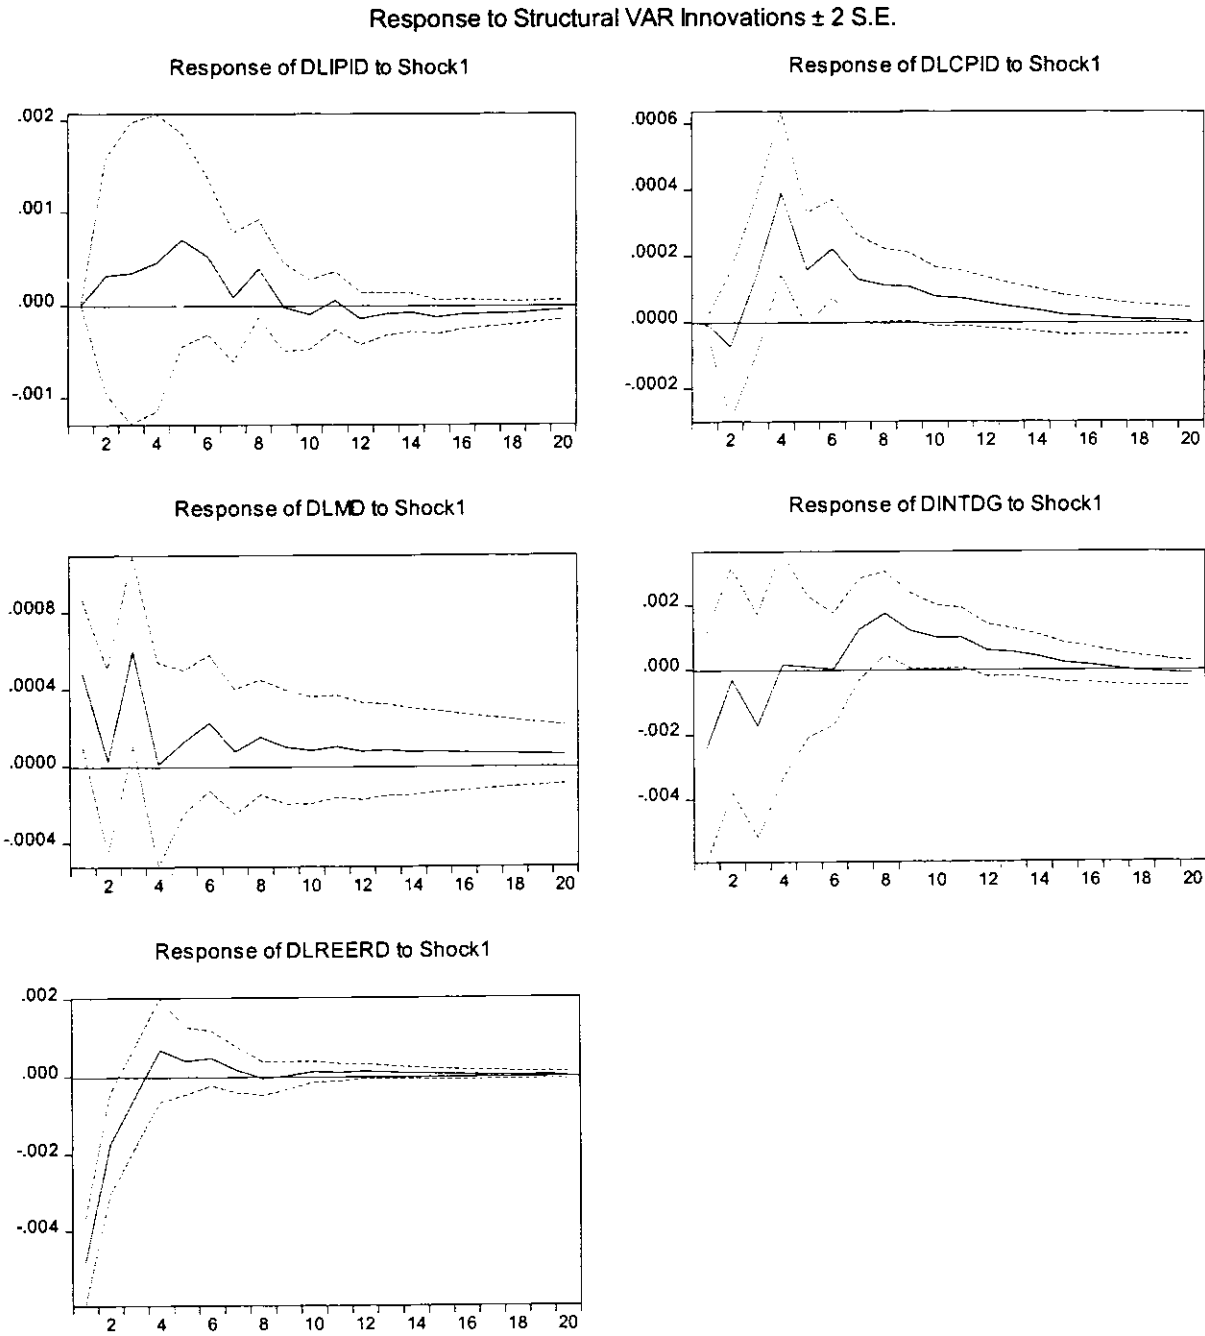 Response to Structural VAR Innovations ± 2 S.E.
Response of DLIPID to Shock1
.002
.001
.000
-.001
2 4 6 8 10 12 14 16 18 20
Response of DLCPID to Shock1
.0006
.0004
.0002
.0000
-.0002
2 4 6 8 10 12 14 16 18 20
Response of DLMD to Shock1
.0008
.0004
.0000
-.0004
2 4 6 8 10 12 14 16 18 20
Response of DINTDG to Shock1
.002
.000
-.002
-.004
2 4 6 8 10 12 14 16 18 20
Response of DLREERD to Shock1
.002
.000
-.002
-.004
2 4 6 8 10 12 14 16 18 20